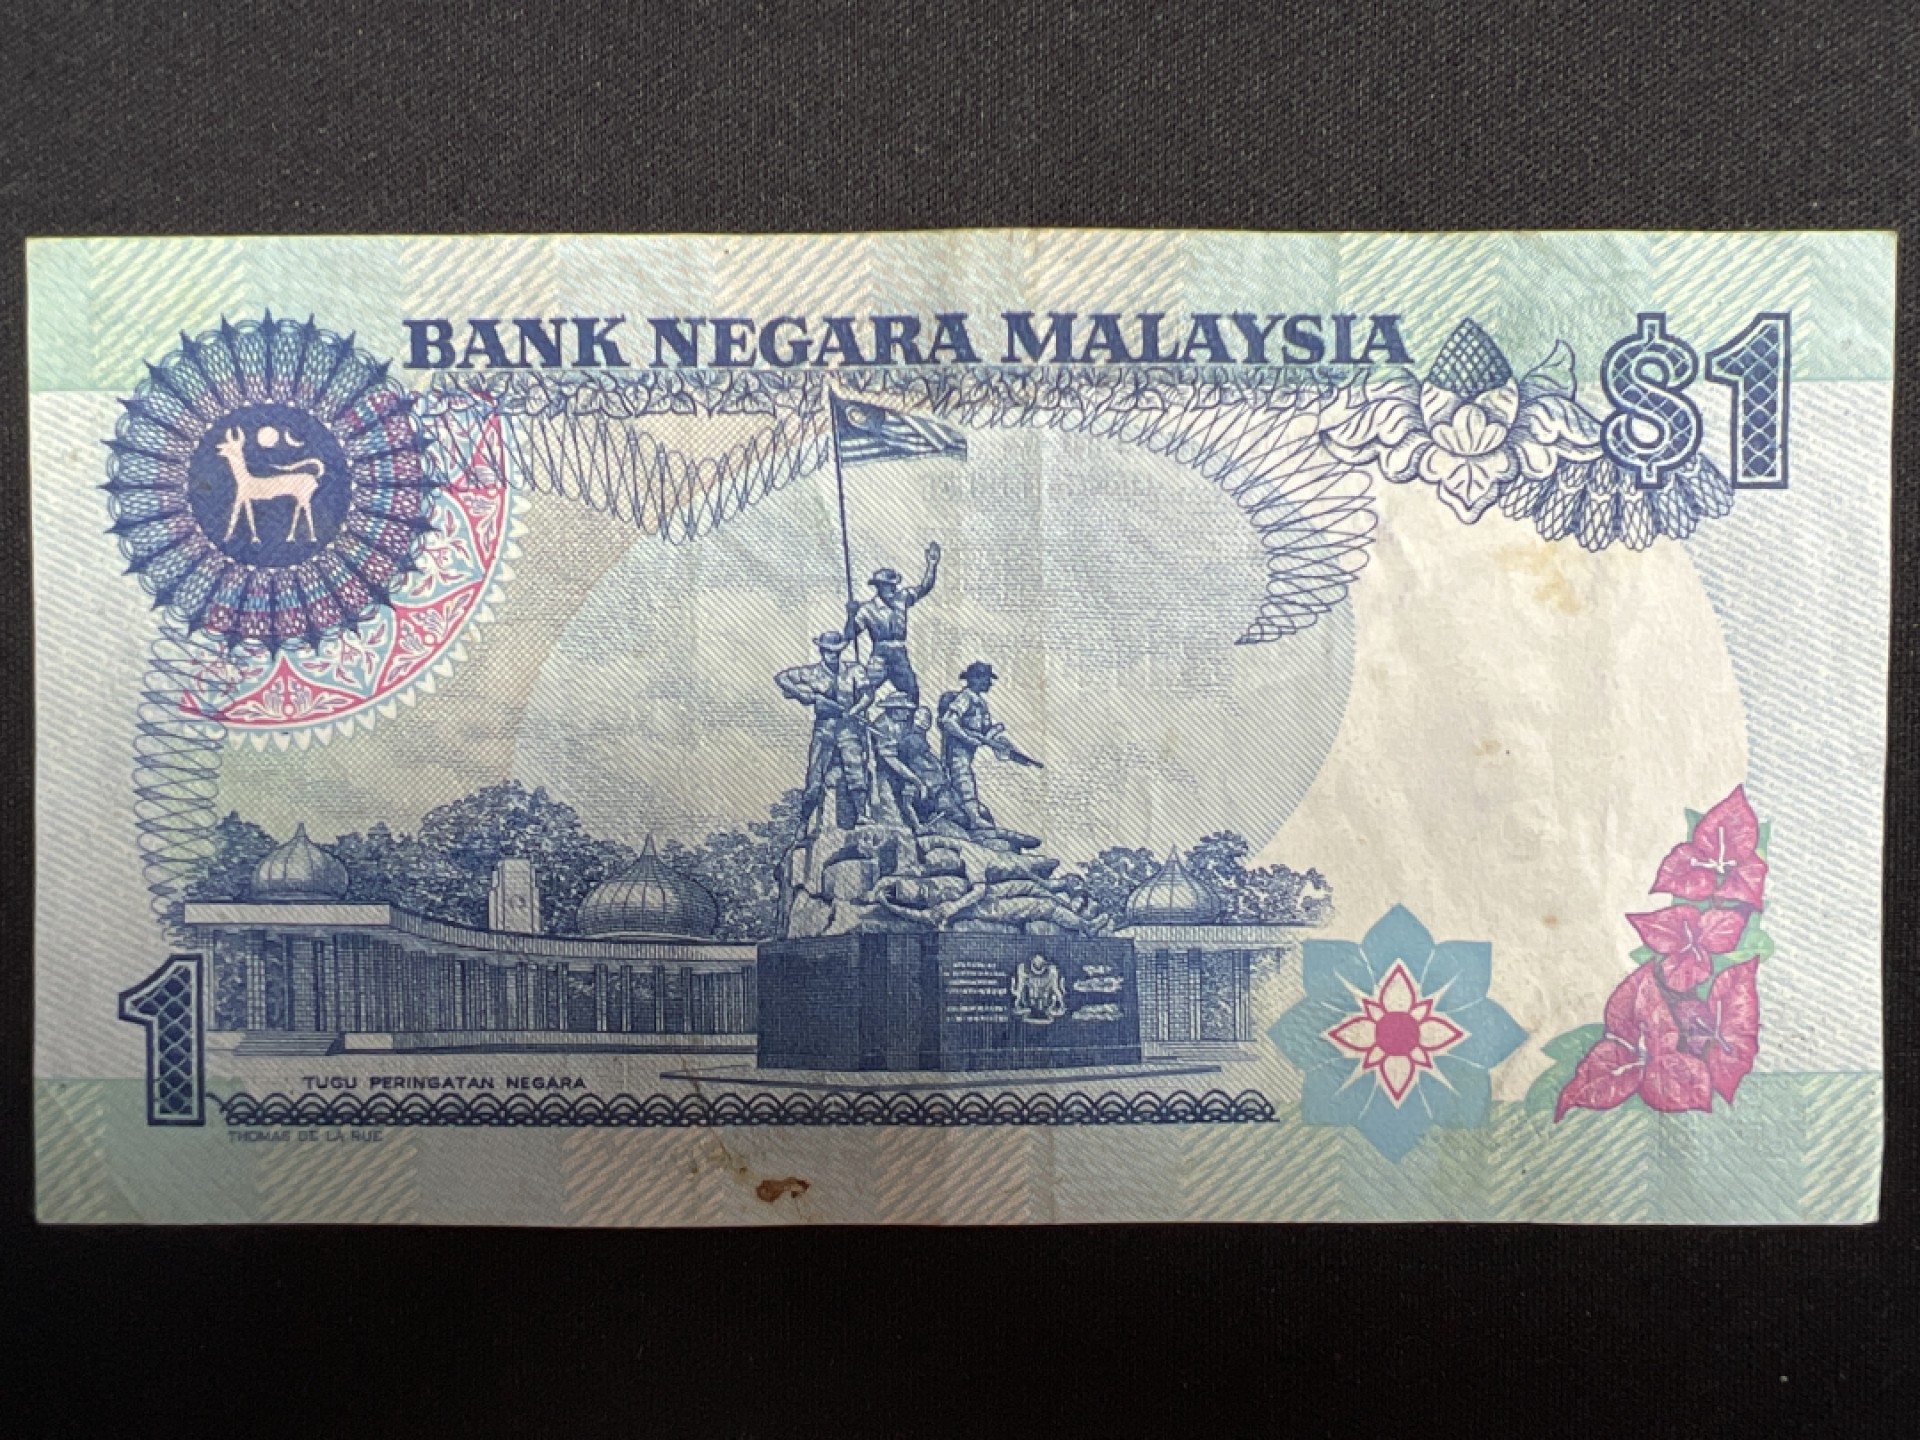 BANK NEGARA MALAYSIA
$1
1
TUGU PERINGATAN NEGARA
THOMAS DE LA RUE